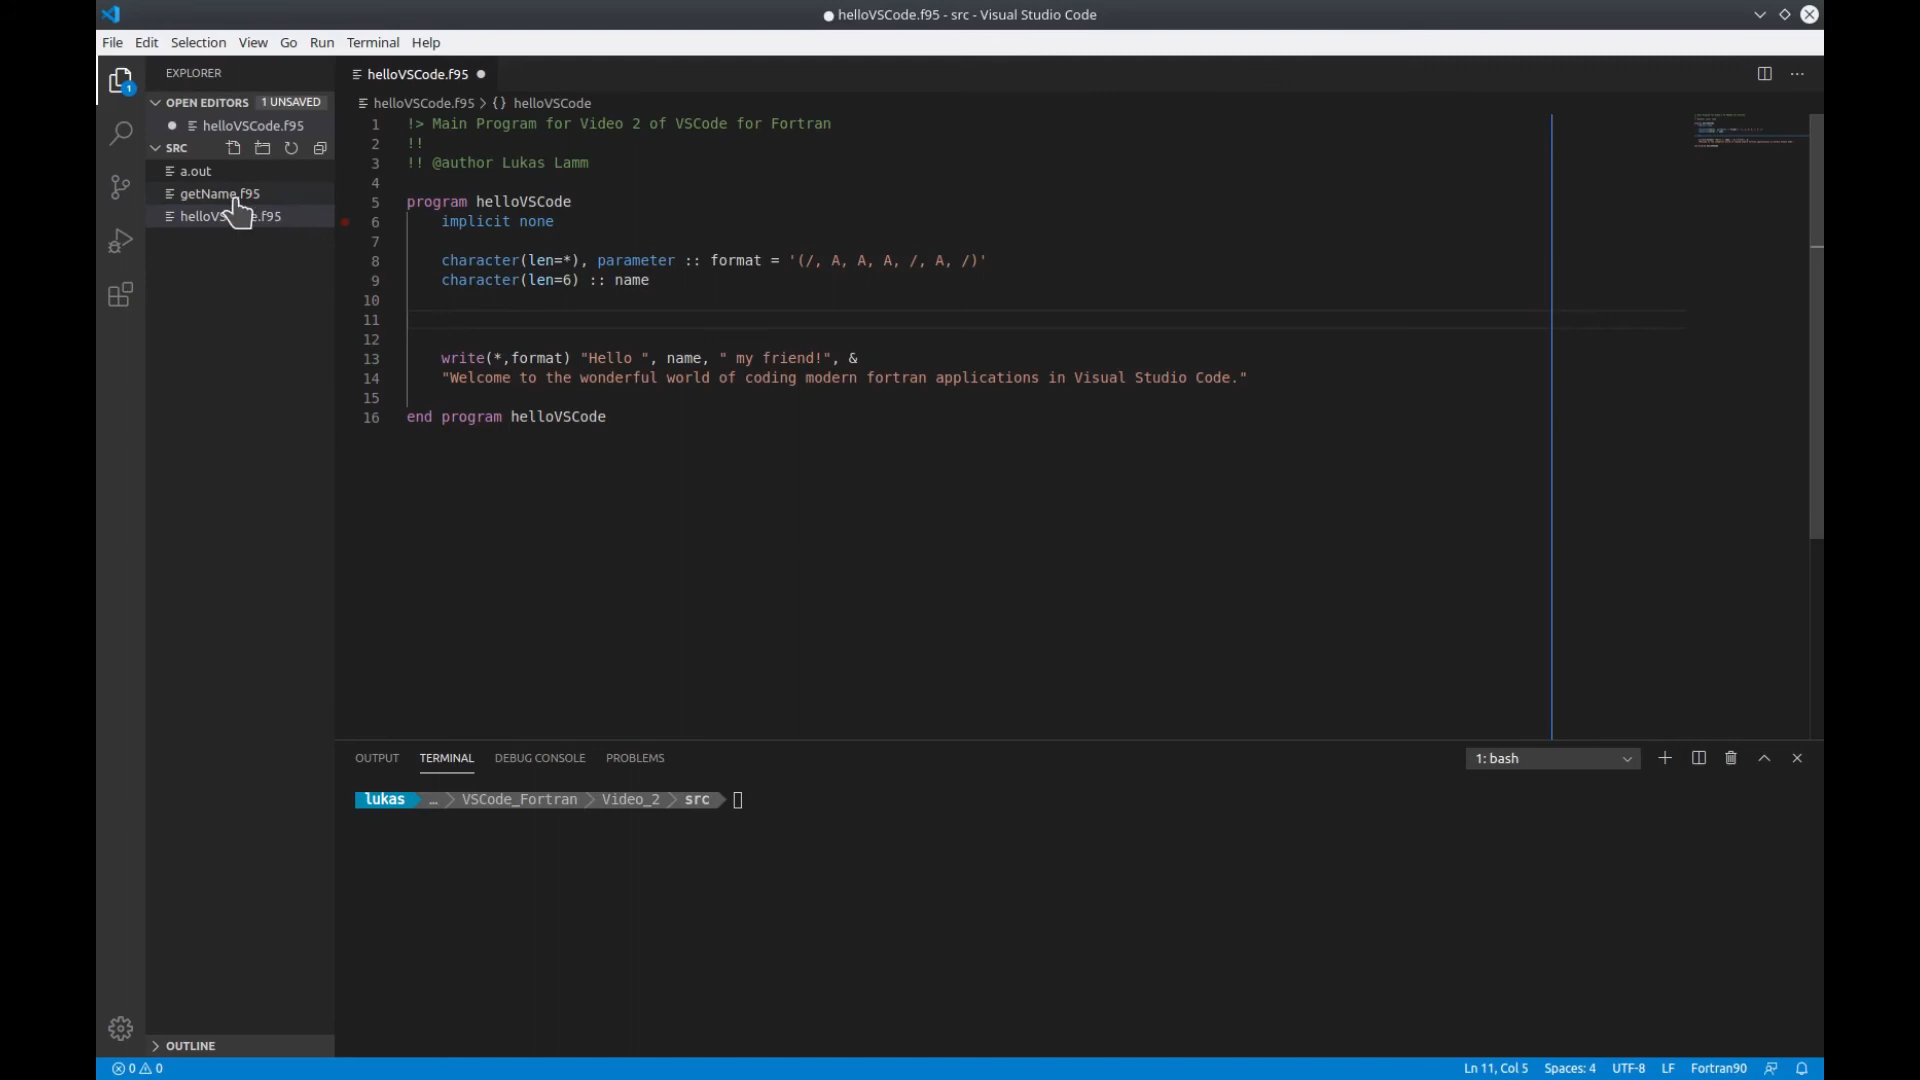 helloVSCode.f95 - src - Visual Studio Code
File Edit Selection View Go Run Terminal Help
EXPLORER
OPEN EDITORS 1 UNSAVED
helloVSCode.f95
SRC
a.out
getName.f95
helloVS e.f95
1
helloVSCode.f95
helloVSCode.f95 > {} helloVSCode
1 !> Main Program for Video 2 of VSCode for Fortran
2 !!
3 !! @author Lukas Lamm
4
5 program helloVSCode
6 implicit none
7
8 character(len=*), parameter :: format = '(/, A, A, A, /, A, /)'
9 character(len=6) :: name
10
11
12
13 write(*,format) "Hello ", name, " my friend!", &
14 "Welcome to the wonderful world of coding modern fortran applications in Visual Studio Code."
15
16 end program helloVSCode
OUTPUT TERMINAL DEBUG CONSOLE PROBLEMS
1: bash
lukas … VSCode_Fortran Video_2 src
OUTLINE
0 0
Ln 11, Col 5 Spaces: 4 UTF-8 LF Fortran90